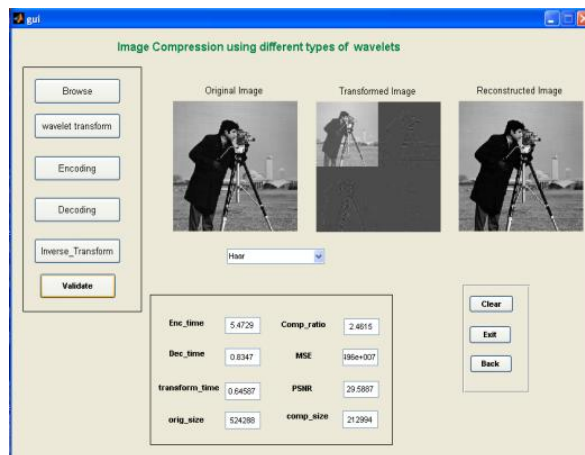 gui
Image Compression using different types of wavelets
Browse
wavelet transform
Encoding
Decoding
Inverse_Transform
Validate
Original Image
Transformed Image
Reconstructed Image
Haar
Enc_time 5.4729 Comp_ratio 2.4615
Dec_time 0.8347 MSE 496e+007
transform_time 0.64587 PSNR 29.5887
orig_size 524288 comp_size 212994
Clear
Exit
Back